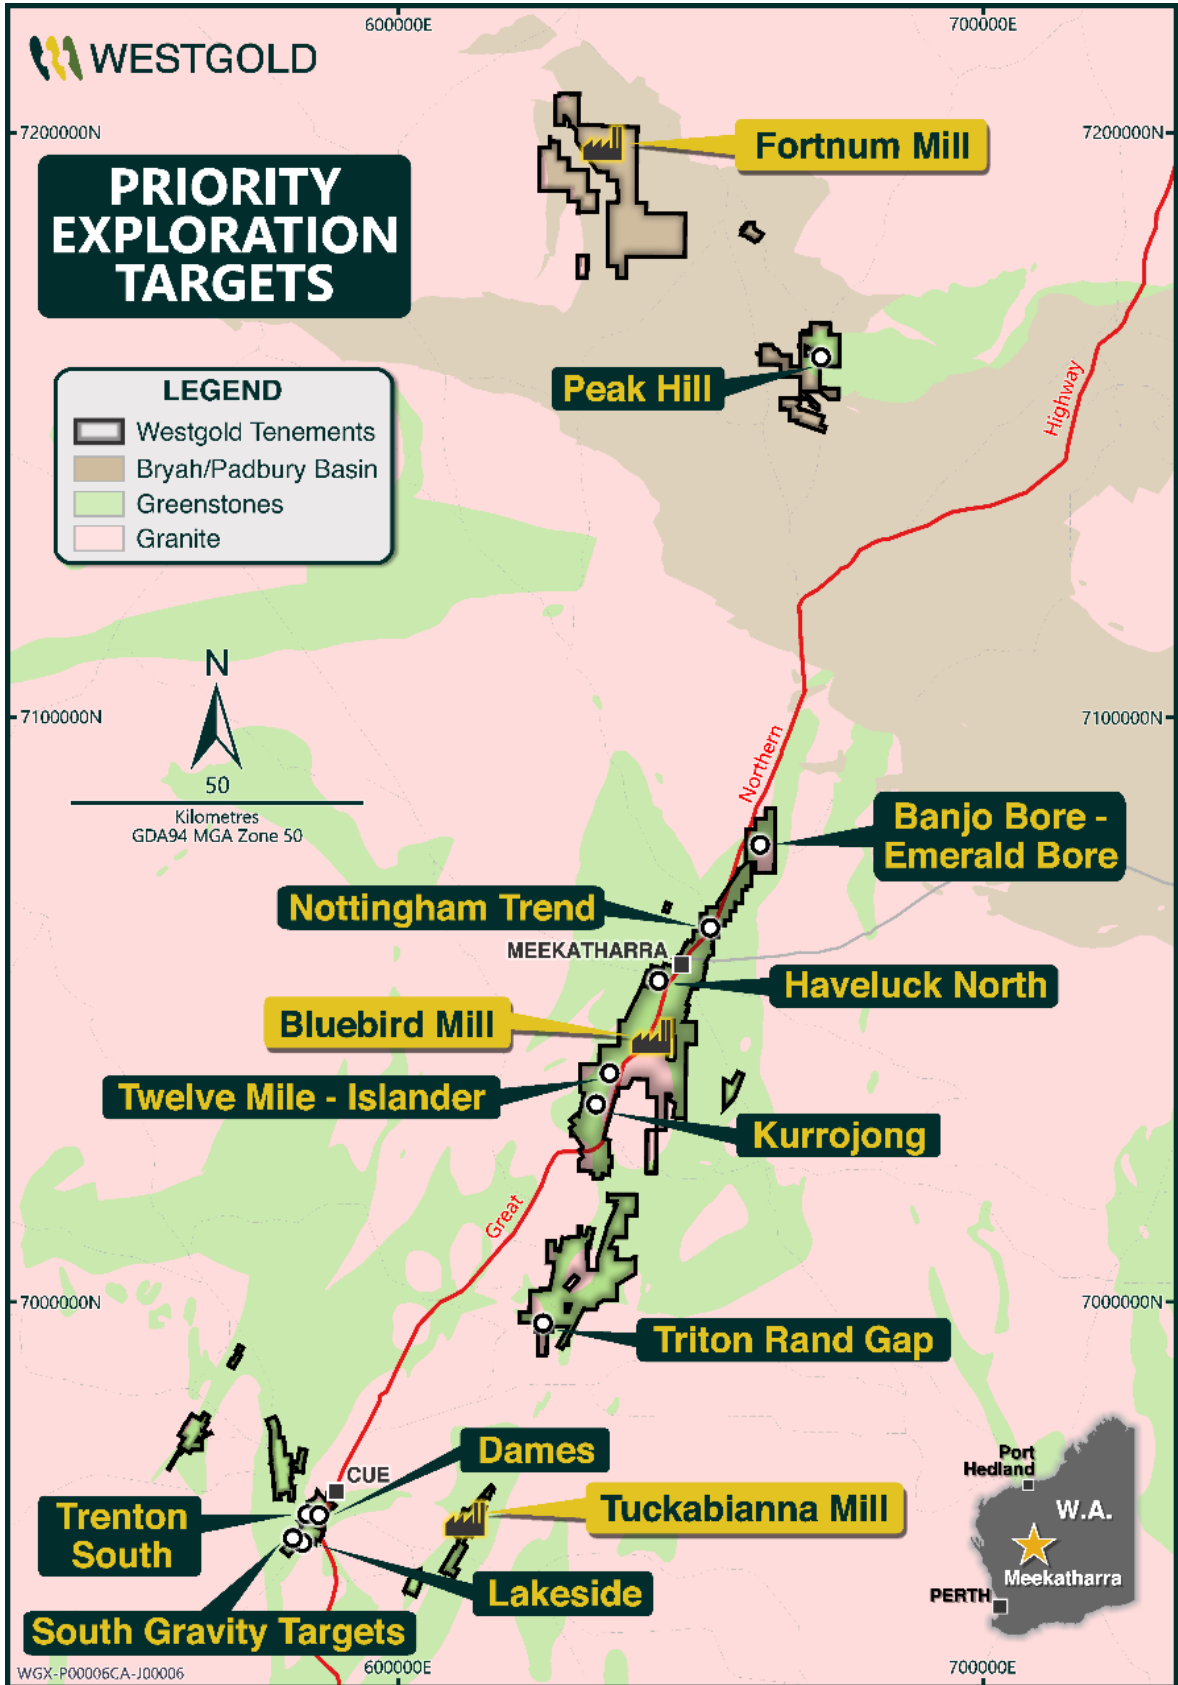 600000E
700000E
WESTGOLD
7200000N
7200000N
Fortnum Mill
PRIORITY
EXPLORATION
TARGETS
Peak Hill
Highway
LEGEND
Westgold Tenements
Bryah/Padbury Basin
Greenstones
Granite
N
7100000N
7100000N
50
Kilometres
GDA94 MGA Zone 50
Northern
Banjo Bore -
Emerald Bore
Nottingham Trend
MEEKATHARRA
Haveluck North
Bluebird Mill
Twelve Mile - Islander
Kurrojong
Great
7000000N
7000000N
Triton Rand Gap
Dames
CUE
Port
Hedland
Trenton
South
Tuckabianna Mill
W.A.
Meekatharra
Lakeside
PERTH
South Gravity Targets
WGX-P00006CA-J00006
600000E
700000E